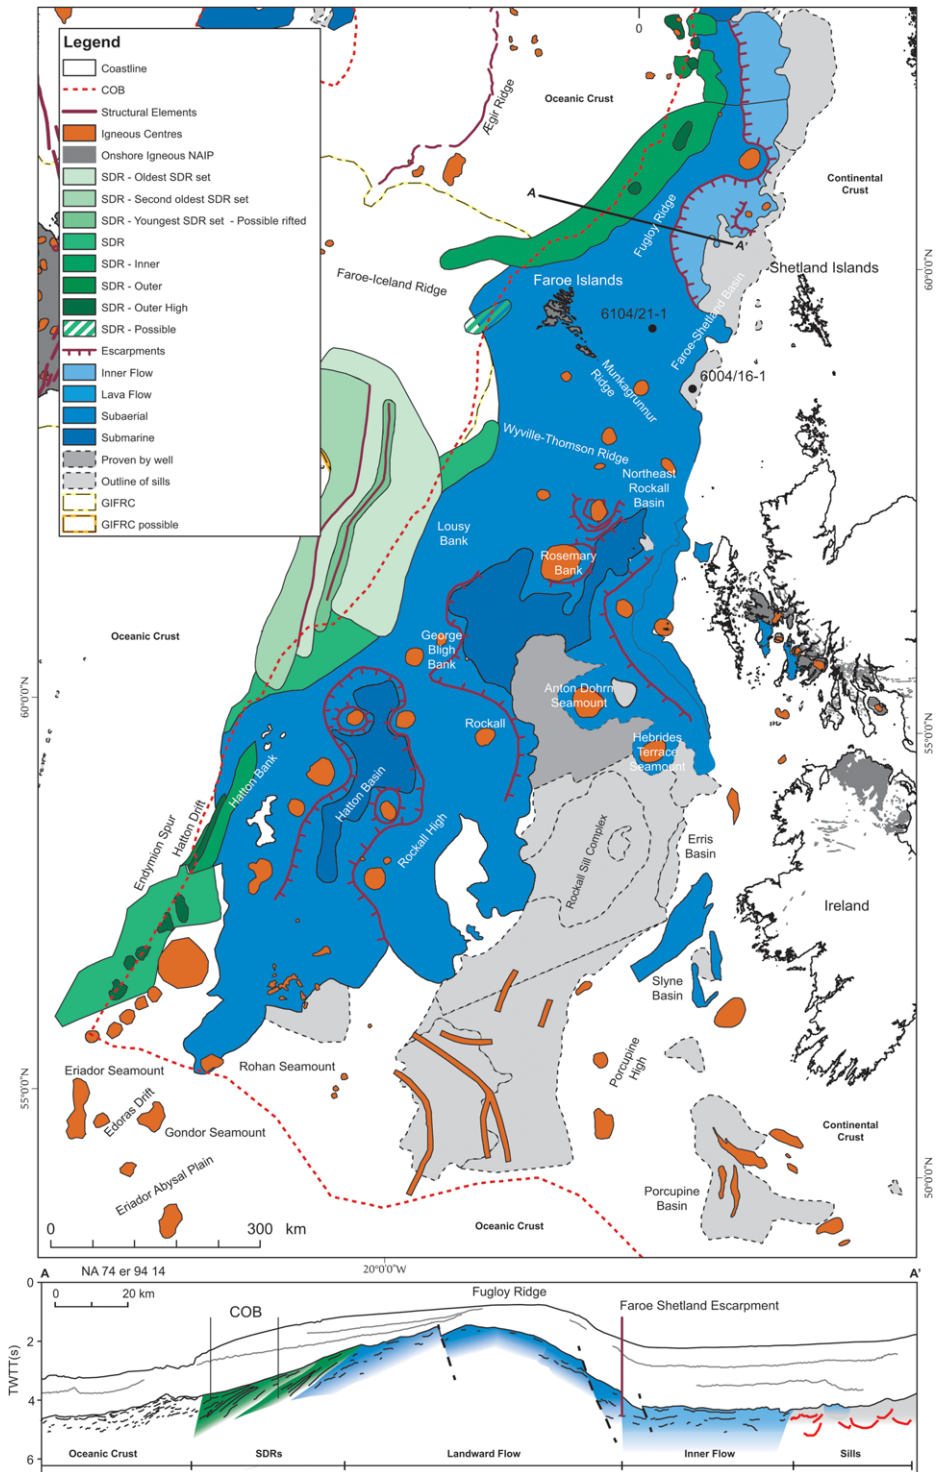 Legend
Coastline
COB
Structural Elements
Igneous Centres
Onshore Igneous NAIP
SDR - Oldest SDR set
SDR - Second oldest SDR set
SDR - Youngest SDR set - Possible rifted
SDR
SDR - Inner
SDR - Outer
SDR - Outer High
SDR - Possible
Escarpments
Inner Flow
Lava Flow
Subaerial
Submarine
Proven by well
Outline of sills
GIFRC
GIFRC possible
0
Ægir Ridge
Oceanic Crust
Continental
Crust
A
A'
Fugloy Ridge
Faroe-Iceland Ridge
Faroe Islands
Shetland Islands
60°0'0"N
6104/21-1
Faroe-Shetland Basin
6004/16-1
Munkagrunnur
Ridge
Wyville-Thomson Ridge
Northeast
Rockall
Basin
Lousy
Bank
Rosemary
Bank
Oceanic Crust
George
Bligh
Bank
60°0'0"N
Anton Dohrn
Seamount
Rockall
Hebrides
Terrace
Seamount
55°0'0"N
Hatton Bank
Hatton Basin
Hatton Drift
Endymion Spur
Rockall High
Rockall Sill Complex
Erris
Basin
Ireland
Slyne
Basin
Rohan Seamount
Porcupine
High
Eriador Seamount
55°0'0"N
Edoras Drift
Gondor Seamount
Continental
Crust
Eriador Abysal Plain
Porcupine
Basin
50°0'0"N
Oceanic Crust
0 300 km
20°0'0"W
A NA 74 er 94 14 A'
0 20 km
COB
Fugloy Ridge
Faroe Shetland Escarpment
TWTT(s)
0
2
4
6
Oceanic Crust SDRs Landward Flow Inner Flow Sills